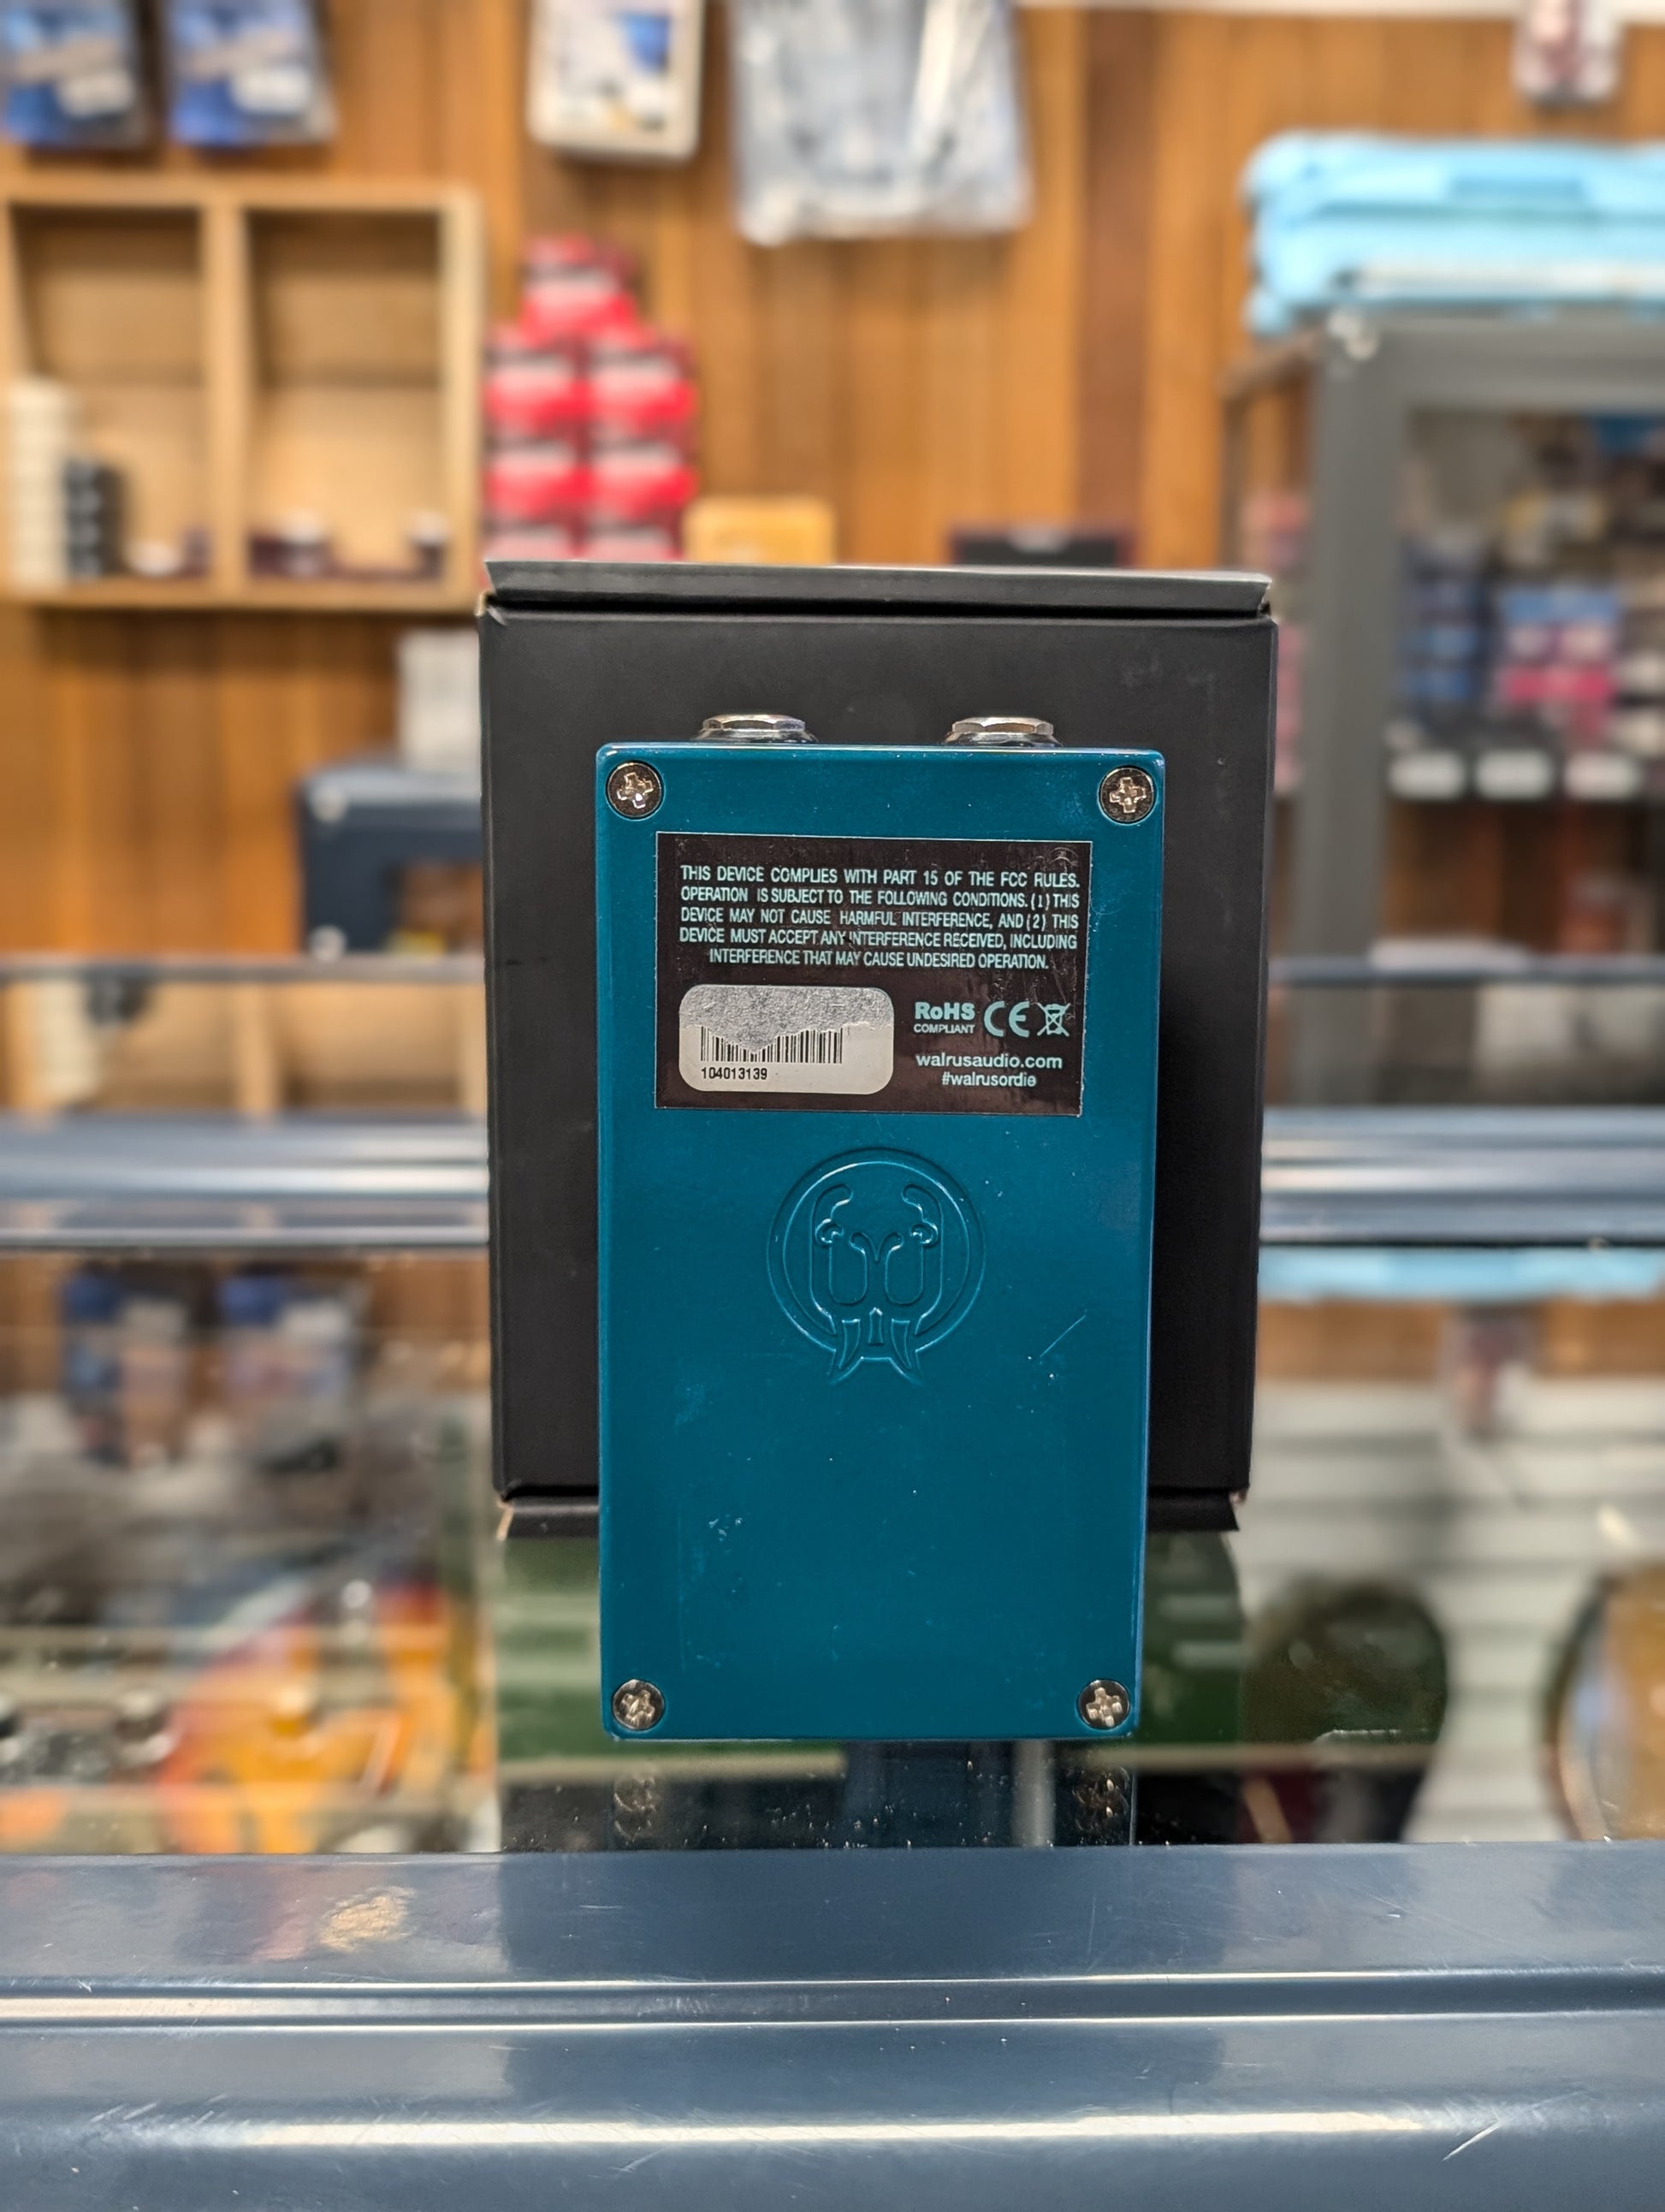 THIS DEVICE COMPLIES WITH PART 15 OF THE FCC RULES.
OPERATION IS SUBJECT TO THE FOLLOWING CONDITIONS. (1) THIS
DEVICE MAY NOT CAUSE HARMFUL INTERFERENCE, AND (2) THIS
DEVICE MUST ACCEPT ANY INTERFERENCE RECEIVED, INCLUDING
INTERFERENCE THAT MAY CAUSE UNDESIRED OPERATION.
RoHS
COMPLIANT
CE
walrusaudio.com
#walrusordie
104013139